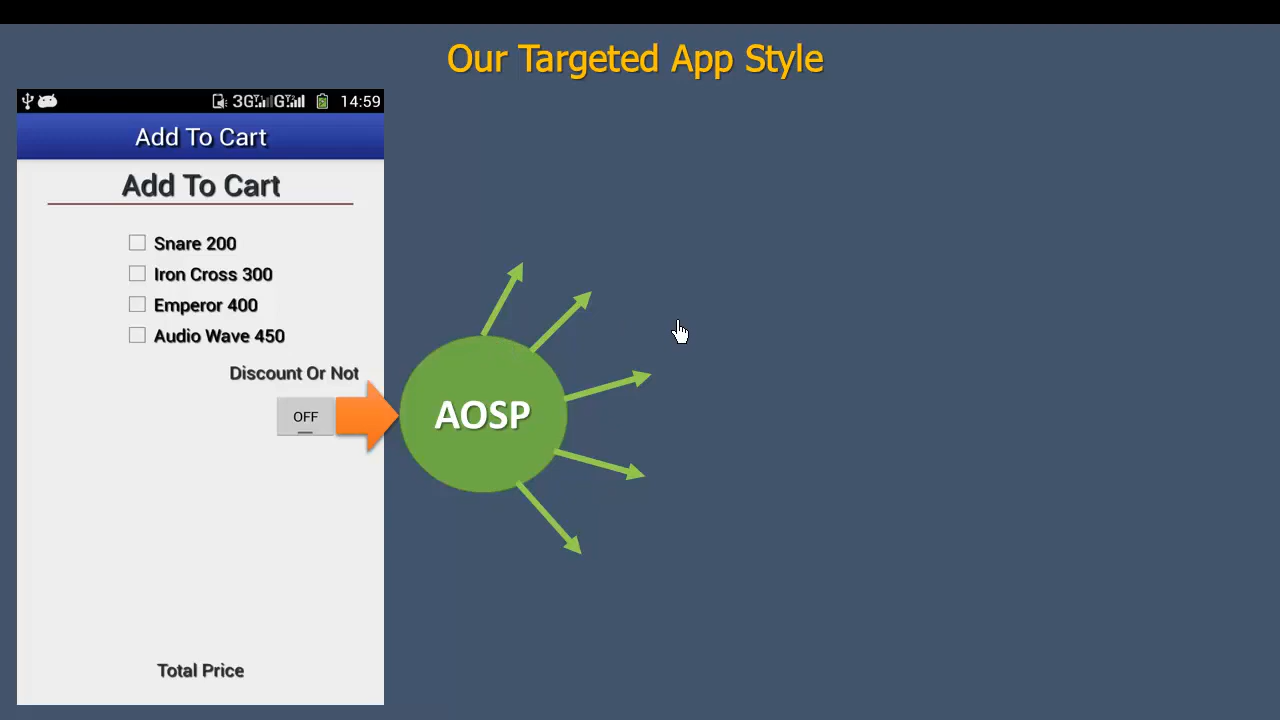 Our Targeted App Style
3G G 14:59
Add To Cart
Add To Cart
Snare 200
Iron Cross 300
Emperor 400
Audio Wave 450
Discount Or Not
OFF
AOSP
Total Price